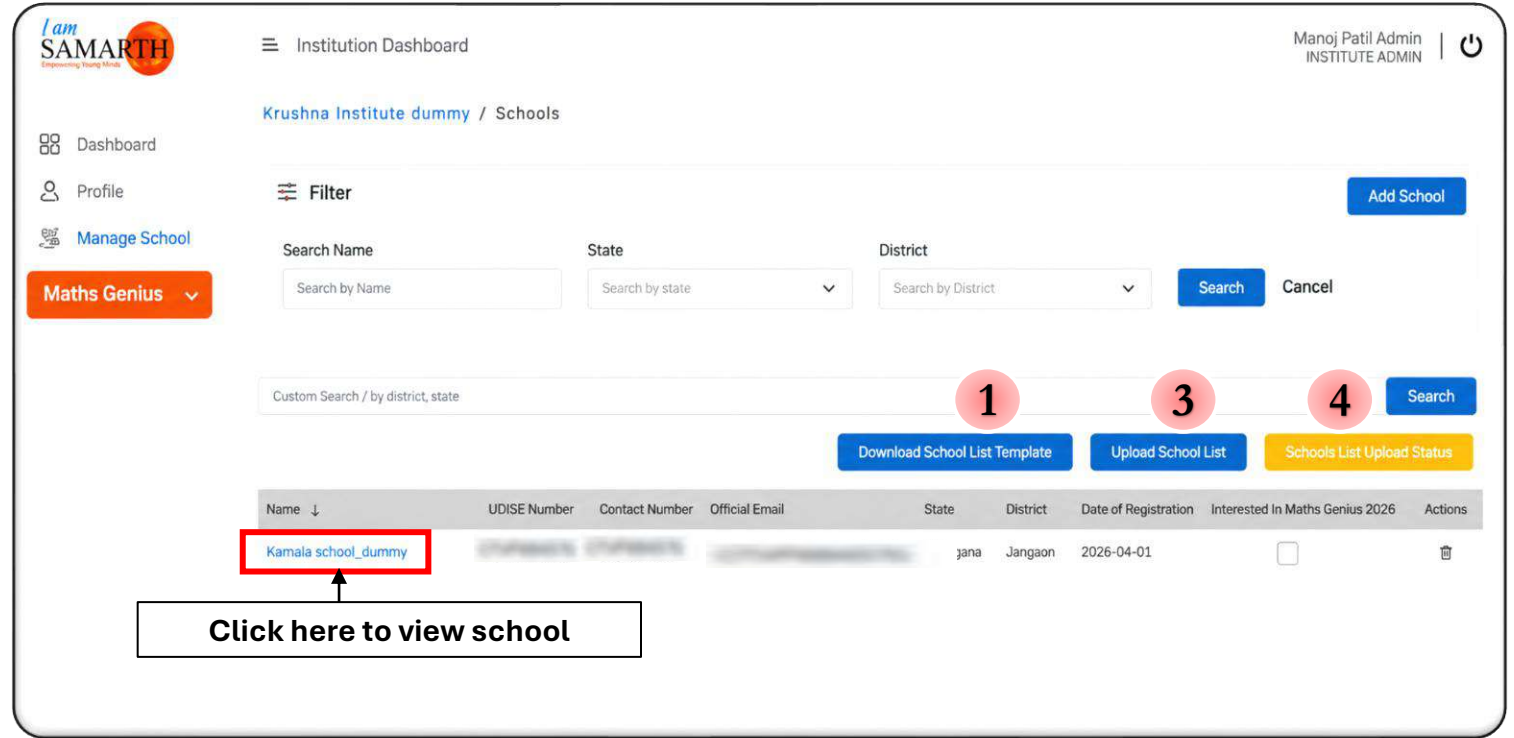 I am
SAMARTH
Empowering Young Minds
Institution Dashboard
Manoj Patil Admin
INSTITUTE ADMIN
Krushna Institute dummy / Schools
Dashboard
Profile
Manage School
Maths Genius
Filter
Add School
Search Name State District
Search by Name Search by state Search by District Search Cancel
Custom Search / by district, state Search
1 3 4
Download School List Template Upload School List Schools List Upload Status
Name ↓ UDISE Number Contact Number Official Email State District Date of Registration Interested In Maths Genius 2026 Actions
Kamala school_dummy gana Jangaon 2026-04-01
Click here to view school